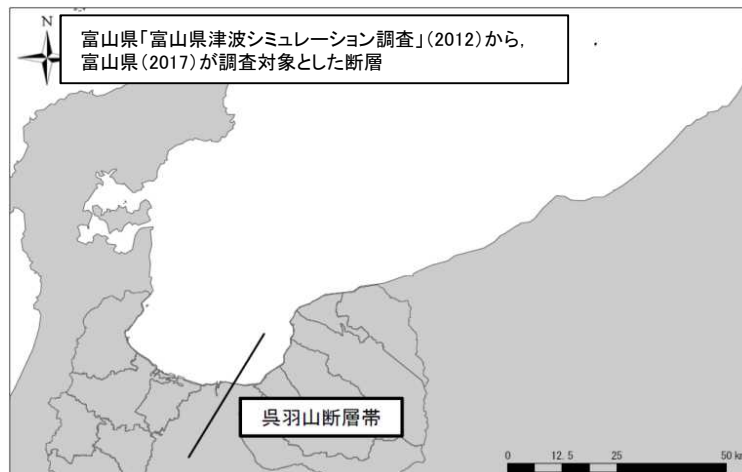 N
富山県「富山県津波シミュレーション調査」(2012)から，
富山県(2017)が調査対象とした断層
呉羽山断層帯
0 12.5 25 50 km